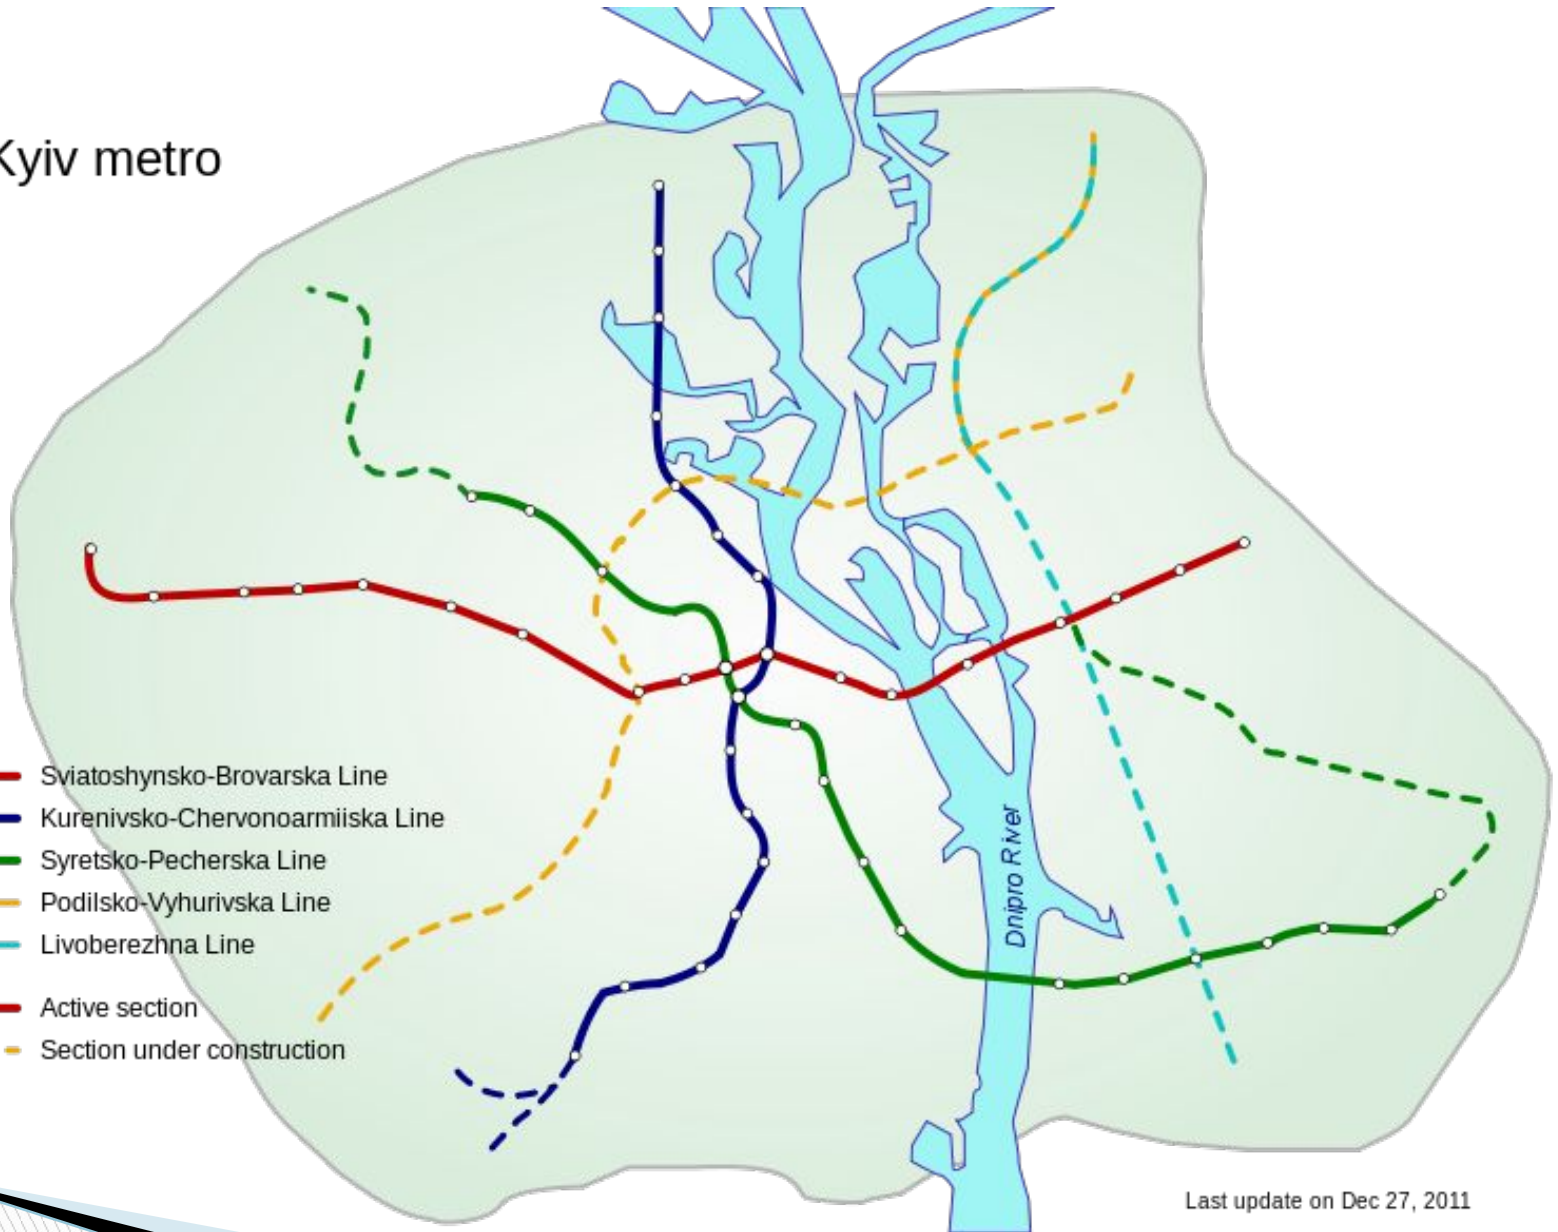 Kyiv metro
Sviatoshynsko-Brovarska Line
Kurenivsko-Chervonoarmiiska Line
Syretsko-Pecherska Line
Podilsko-Vyhurivska Line
Livoberezhna Line
Active section
Section under construction
Dnipro River
Last update on Dec 27, 2011